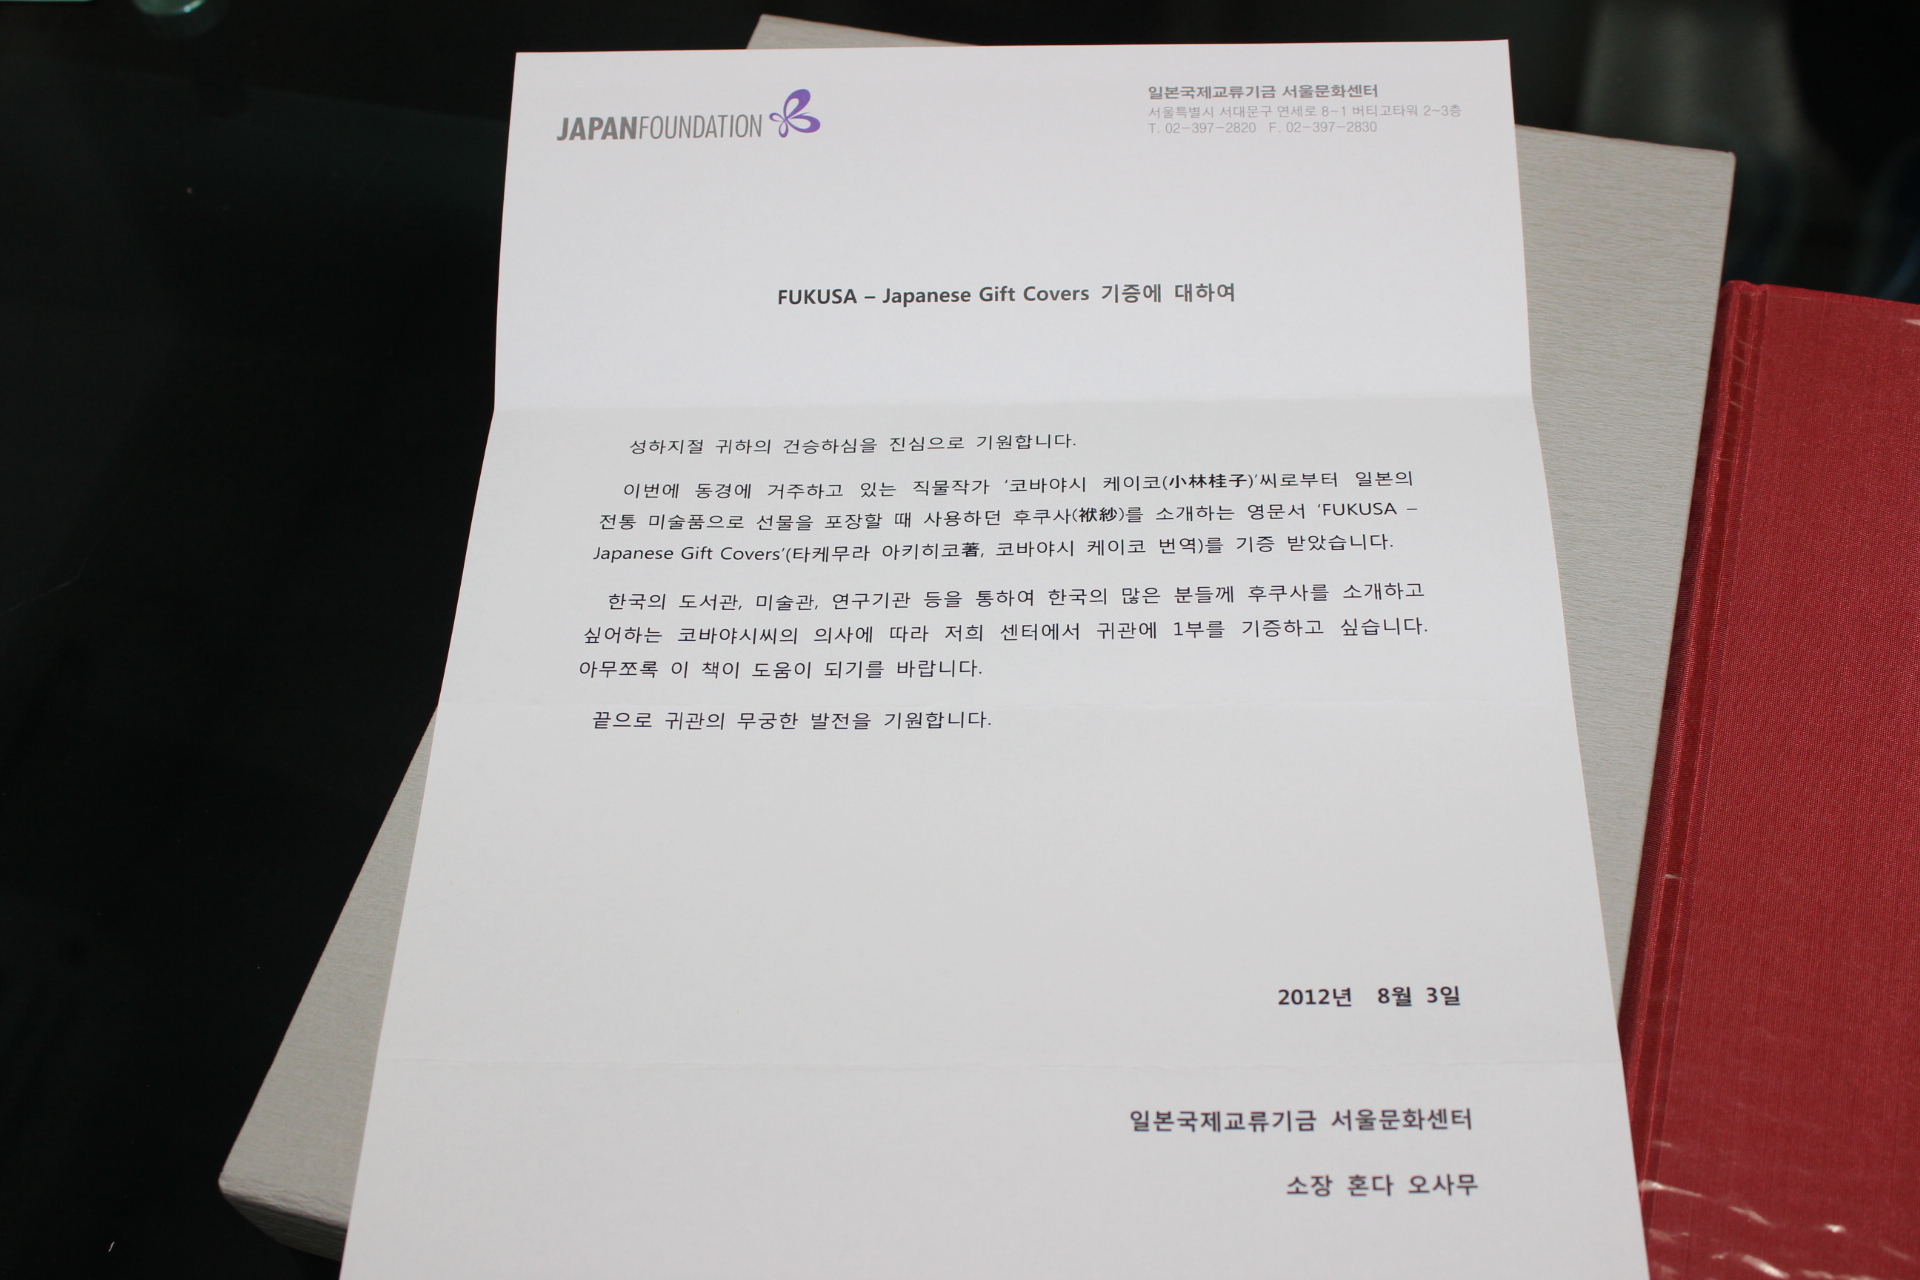 JAPANFOUNDATION
일본국제교류기금 서울문화센터
서울특별시 서대문구 연세로 8-1 버티고타워 2~3층
T. 02-397-2820 F. 02-397-2830
FUKUSA – Japanese Gift Covers 기증에 대하여
성하지절 귀하의 건승하심을 진심으로 기원합니다.
이번에 동경에 거주하고 있는 직물작가 '코바야시 케이코(小林桂子)'씨로부터 일본의
전통 미술품으로 선물을 포장할 때 사용하던 후쿠사(袱紗)를 소개하는 영문서 'FUKUSA –
Japanese Gift Covers'(타케무라 아키히코著, 코바야시 케이코 번역)를 기증 받았습니다.
한국의 도서관, 미술관, 연구기관 등을 통하여 한국의 많은 분들께 후쿠사를 소개하고
싶어하는 코바야시씨의 의사에 따라 저희 센터에서 귀관에 1부를 기증하고 싶습니다.
아무쪼록 이 책이 도움이 되기를 바랍니다.
끝으로 귀관의 무궁한 발전을 기원합니다.
2012년 8월 3일
일본국제교류기금 서울문화센터
소장 혼다 오사무